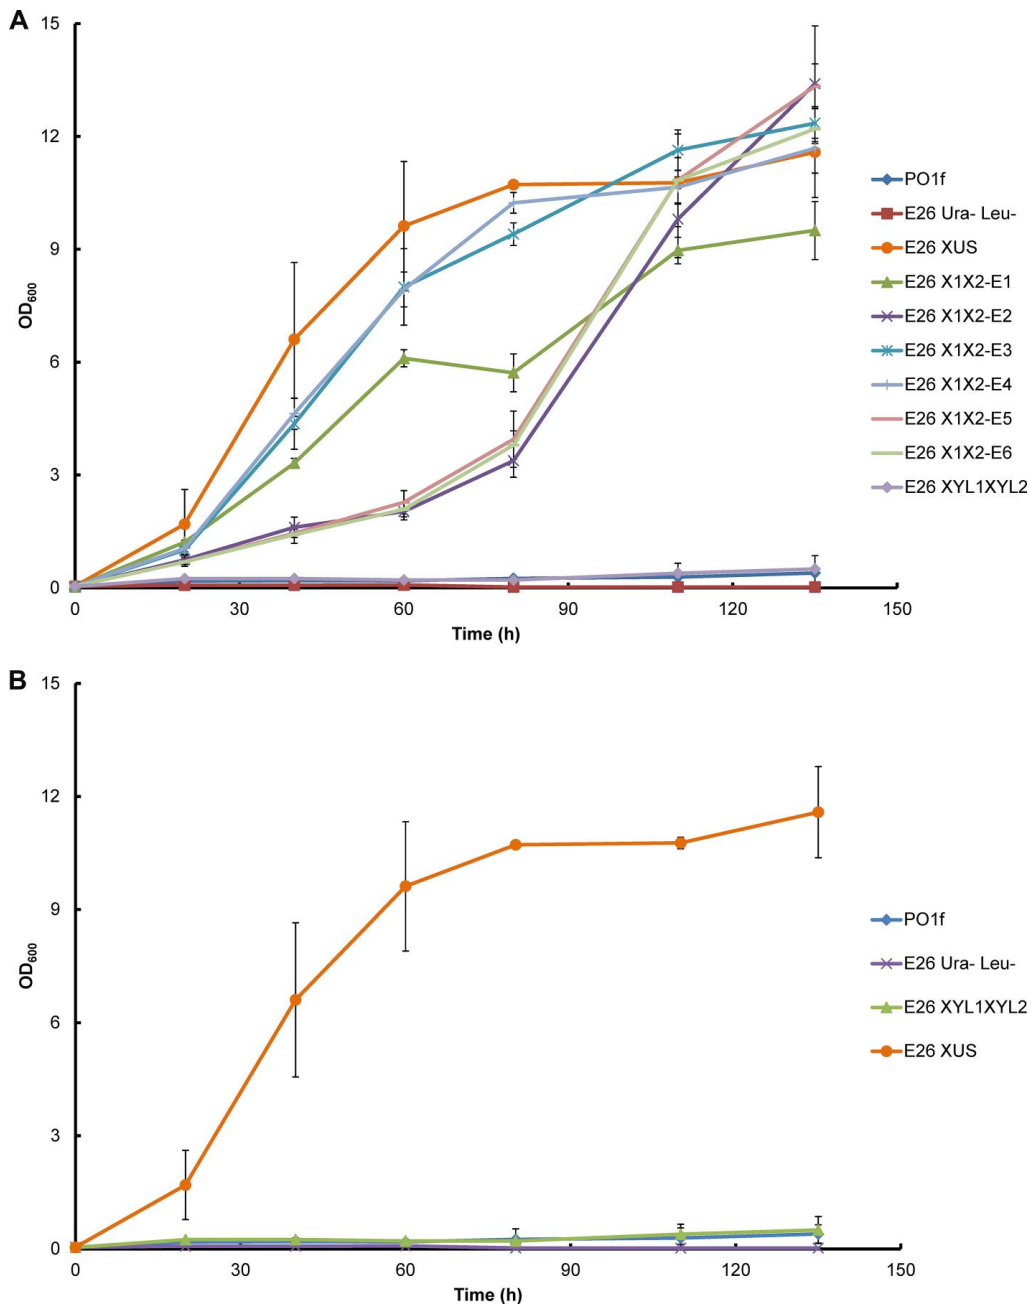 A
15
12
9
6
3
0
OD600
0 30 60 90 120 150
Time (h)
PO1f
E26 Ura- Leu-
E26 XUS
E26 X1X2-E1
E26 X1X2-E2
E26 X1X2-E3
E26 X1X2-E4
E26 X1X2-E5
E26 X1X2-E6
E26 XYL1XYL2
B
15
12
9
6
3
0
OD600
0 30 60 90 120 150
Time (h)
PO1f
E26 Ura- Leu-
E26 XYL1XYL2
E26 XUS